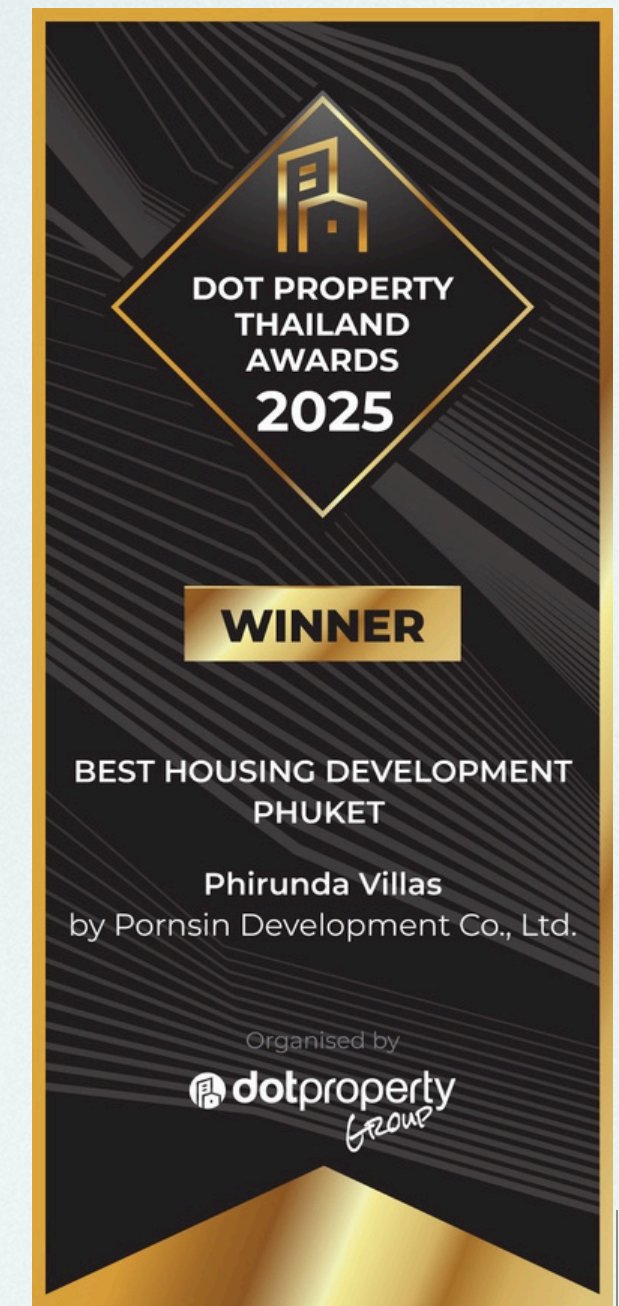 DOT PROPERTY
THAILAND
AWARDS
2025
WINNER
BEST HOUSING DEVELOPMENT
PHUKET
Phirunda Villas
by Pornsin Development Co., Ltd.
Organised by
dotproperty
GROUP